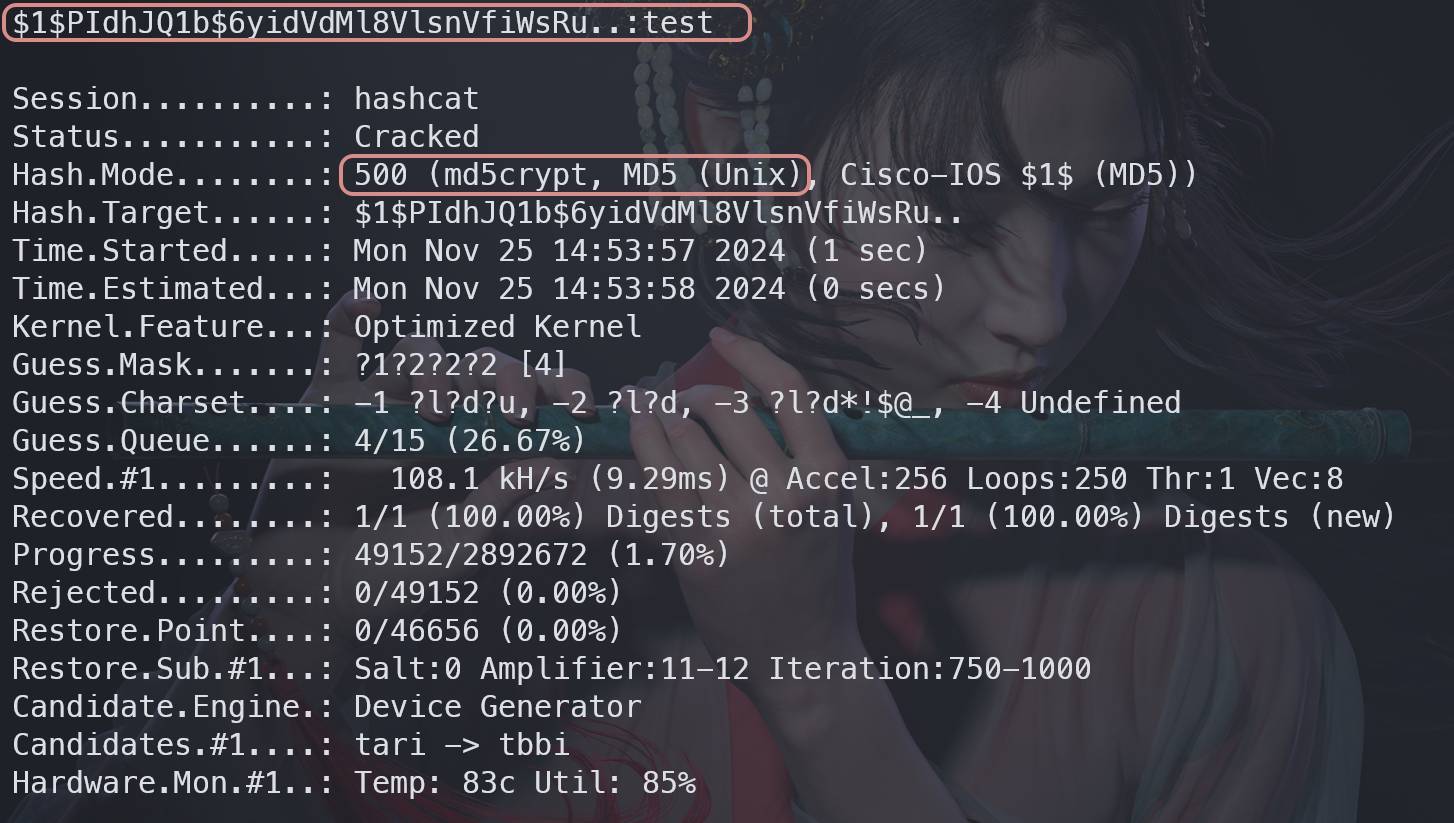 $1$PIdhJQ1b$6yidVdMl8VlsnVfiWsRu..:test
Session..........: hashcat
Status...........: Cracked
Hash.Mode........: 500 (md5crypt, MD5 (Unix), Cisco-IOS $1$ (MD5))
Hash.Target......: $1$PIdhJQ1b$6yidVdMl8VlsnVfiWsRu..
Time.Started.....: Mon Nov 25 14:53:57 2024 (1 sec)
Time.Estimated...: Mon Nov 25 14:53:58 2024 (0 secs)
Kernel.Feature...: Optimized Kernel
Guess.Mask.......: ?1?2?2?2 [4]
Guess.Charset....: -1 ?l?d?u, -2 ?l?d, -3 ?l?d*!$@_, -4 Undefined
Guess.Queue......: 4/15 (26.67%)
Speed.#1.........:   108.1 kH/s (9.29ms) @ Accel:256 Loops:250 Thr:1 Vec:8
Recovered........: 1/1 (100.00%) Digests (total), 1/1 (100.00%) Digests (new)
Progress.........: 49152/2892672 (1.70%)
Rejected.........: 0/49152 (0.00%)
Restore.Point....: 0/46656 (0.00%)
Restore.Sub.#1...: Salt:0 Amplifier:11-12 Iteration:750-1000
Candidate.Engine.: Device Generator
Candidates.#1....: tari -> tbbi
Hardware.Mon.#1..: Temp: 83c Util: 85%